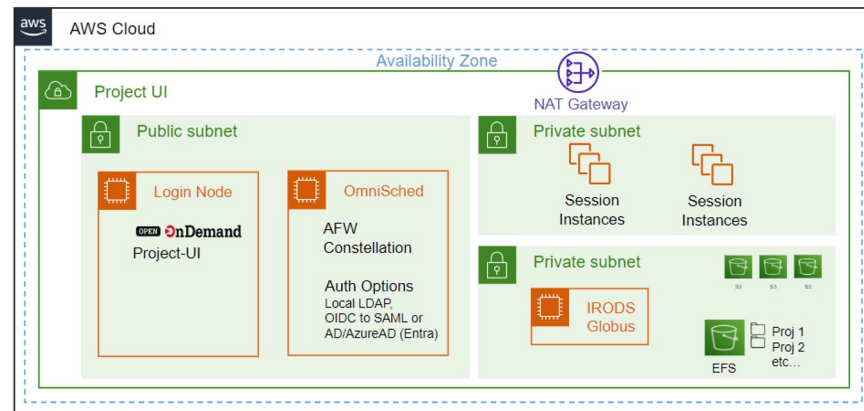 aws
AWS Cloud
Availability Zone
Project UI
NAT Gateway
Public subnet
Login Node
OPEN OnDemand
Project-UI
OmniSched
AFW
Constellation
Auth Options
Local LDAP,
OIDC to SAML or
AD/AzureAD (Entra)
Private subnet
Session
Instances
Session
Instances
Private subnet
IRODS
Globus
S3
S3
S3
EFS
Proj 1
Proj 2
etc...